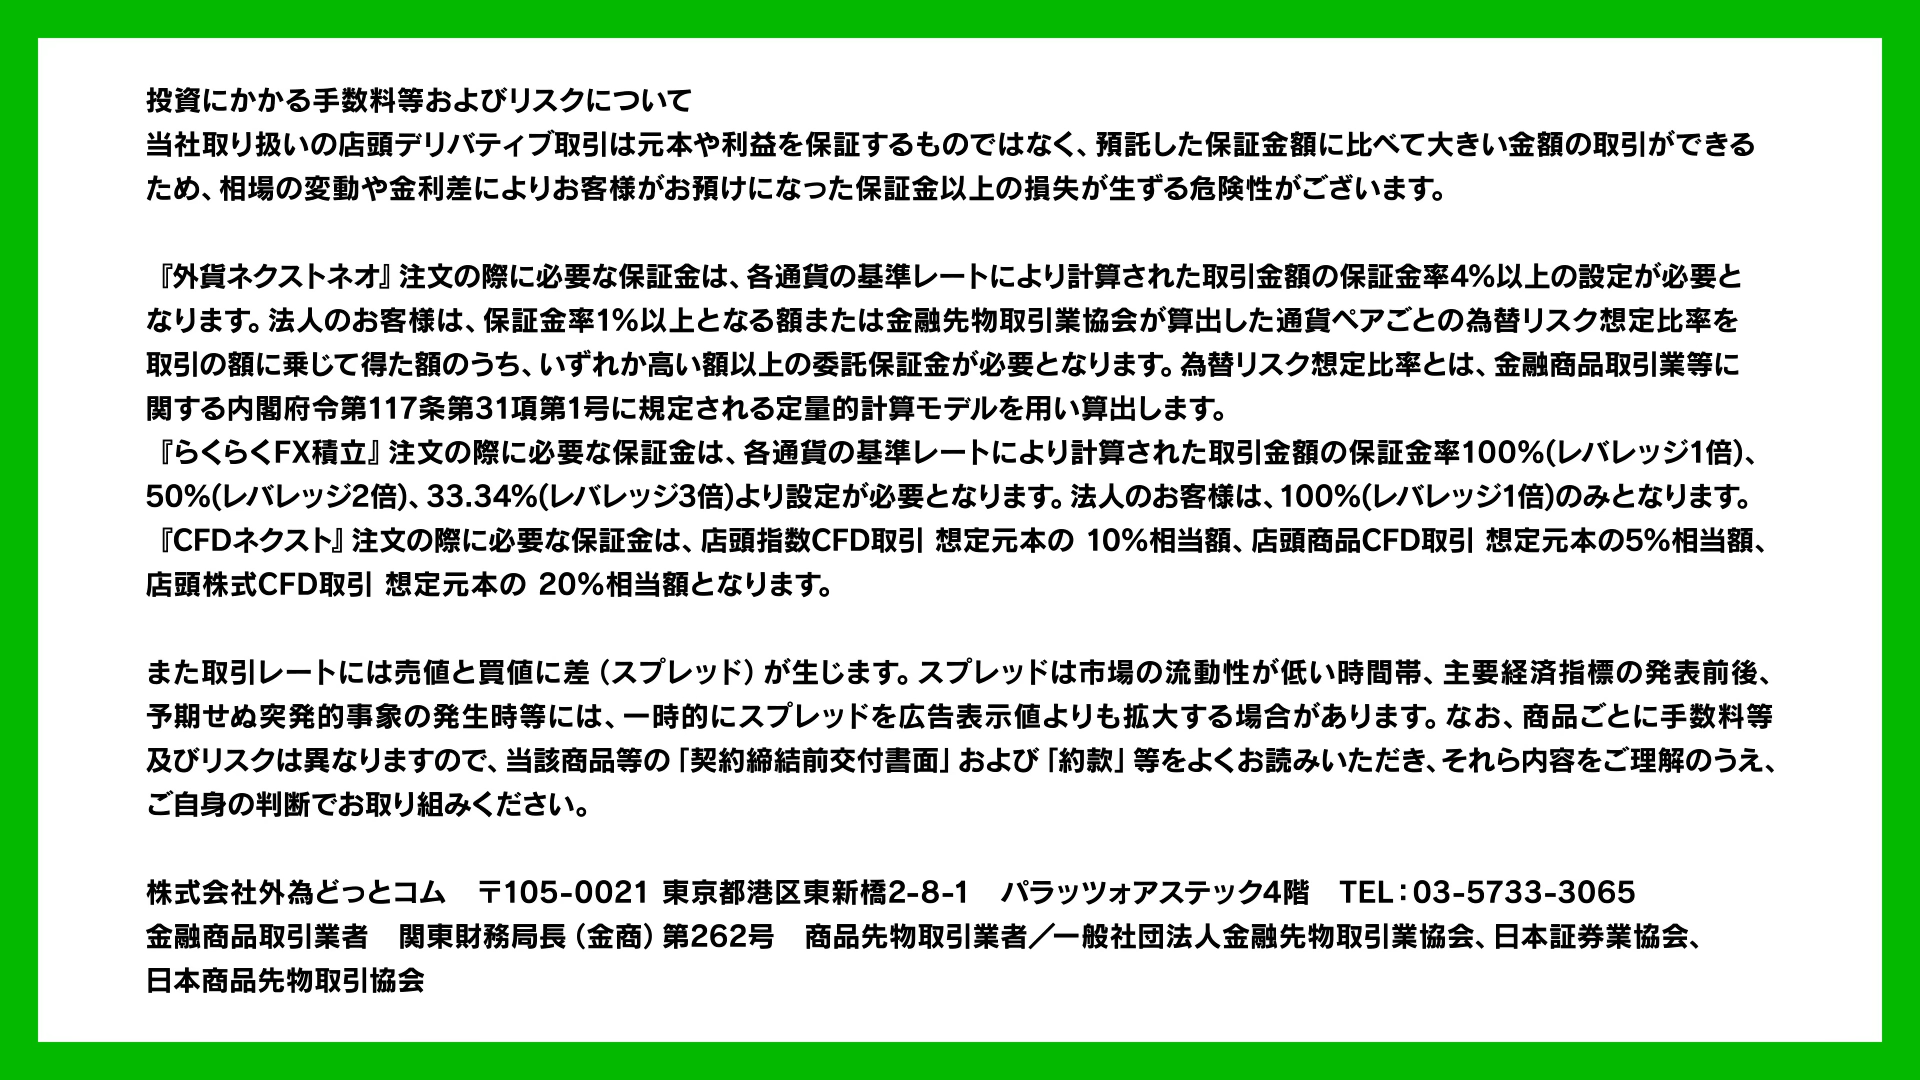 投資にかかる手数料等およびリスクについて
当社取り扱いの店頭デリバティブ取引は元本や利益を保証するものではなく、預託した保証金額に比べて大きい金額の取引ができる
ため、相場の変動や金利差によりお客様がお預けになった保証金以上の損失が生ずる危険性がございます。
『外貨ネクストネオ』注文の際に必要な保証金は、各通貨の基準レートにより計算された取引金額の保証金率4%以上の設定が必要と
なります。法人のお客様は、保証金率1%以上となる額または金融先物取引業協会が算出した通貨ペアごとの為替リスク想定比率を
取引の額に乗じて得た額のうち、いずれか高い額以上の委託保証金が必要となります。為替リスク想定比率とは、金融商品取引業等に
関する内閣府令第117条第31項第1号に規定される定量的計算モデルを用い算出します。
『らくらくFX積立』注文の際に必要な保証金は、各通貨の基準レートにより計算された取引金額の保証金率100%(レバレッジ1倍)、
50%(レバレッジ2倍)、33.34%(レバレッジ3倍)より設定が必要となります。法人のお客様は、100%(レバレッジ1倍)のみとなります。
『CFDネクスト』注文の際に必要な保証金は、店頭指数CFD取引 想定元本の 10%相当額、店頭商品CFD取引 想定元本の5%相当額、
店頭株式CFD取引 想定元本の 20%相当額となります。
また取引レートには売値と買値に差（スプレッド）が生じます。スプレッドは市場の流動性が低い時間帯、主要経済指標の発表前後、
予期せぬ突発的事象の発生時等には、一時的にスプレッドを広告表示値よりも拡大する場合があります。なお、商品ごとに手数料等
及びリスクは異なりますので、当該商品等の「契約締結前交付書面」および「約款」等をよくお読みいただき、それら内容をご理解のうえ、
ご自身の判断でお取り組みください。
株式会社外為どっとコム　〒105-0021 東京都港区東新橋2-8-1　パラッツォアステック4階　TEL：03-5733-3065
金融商品取引業者　関東財務局長（金商）第262号　商品先物取引業者／一般社団法人金融先物取引業協会、日本証券業協会、
日本商品先物取引協会